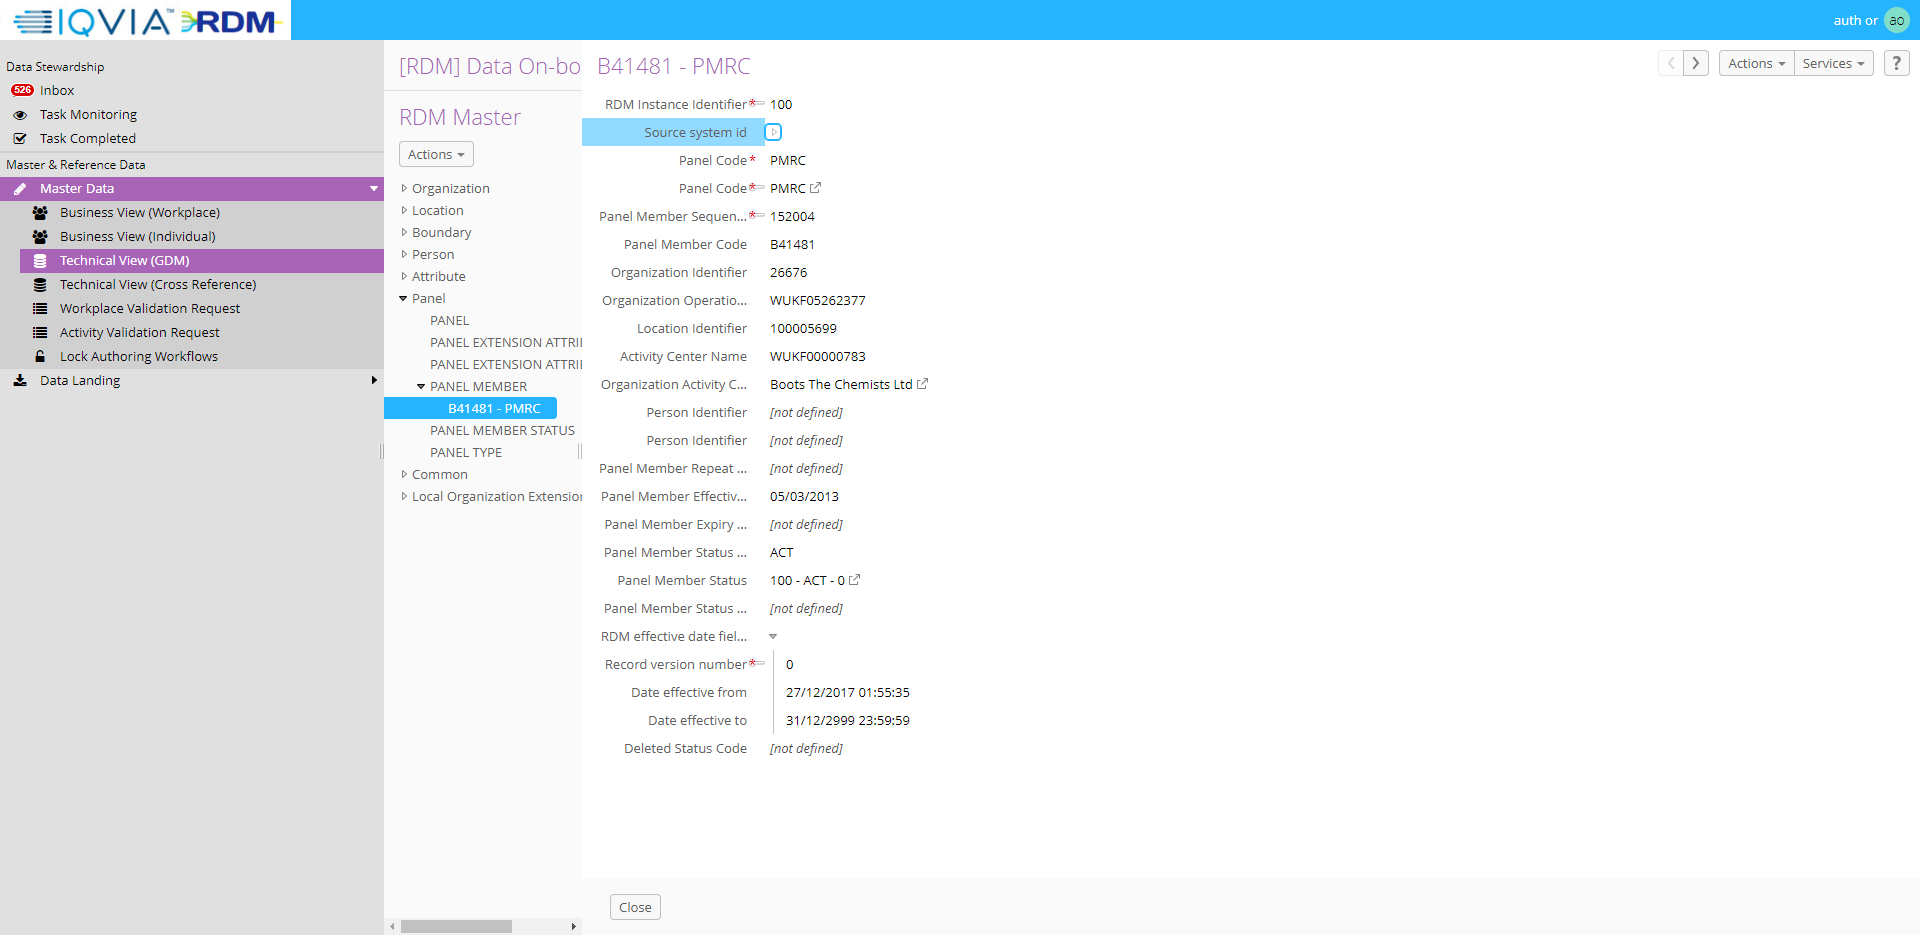 IQVIA™ RDM
auth or ao
Data Stewardship
526 Inbox
Task Monitoring
Task Completed
Master & Reference Data
Master Data
Business View (Workplace)
Business View (Individual)
Technical View (GDM)
Technical View (Cross Reference)
Workplace Validation Request
Activity Validation Request
Lock Authoring Workflows
Data Landing
[RDM] Data On-bo
RDM Master
Actions
Organization
Location
Boundary
Person
Attribute
Panel
PANEL
PANEL EXTENSION ATTRI
PANEL EXTENSION ATTRI
PANEL MEMBER
B41481 - PMRC
PANEL MEMBER STATUS
PANEL TYPE
Common
Local Organization Extension
B41481 - PMRC
Actions Services ?
RDM Instance Identifier* 100
Source system id
Panel Code* PMRC
Panel Code* PMRC
Panel Member Sequen...* 152004
Panel Member Code B41481
Organization Identifier 26676
Organization Operatio... WUKF05262377
Location Identifier 100005699
Activity Center Name WUKF00000783
Organization Activity C... Boots The Chemists Ltd
Person Identifier [not defined]
Person Identifier [not defined]
Panel Member Repeat ... [not defined]
Panel Member Effectiv... 05/03/2013
Panel Member Expiry ... [not defined]
Panel Member Status ... ACT
Panel Member Status 100 - ACT - 0
Panel Member Status ... [not defined]
RDM effective date fiel...
Record version number* 0
Date effective from 27/12/2017 01:55:35
Date effective to 31/12/2999 23:59:59
Deleted Status Code [not defined]
Close